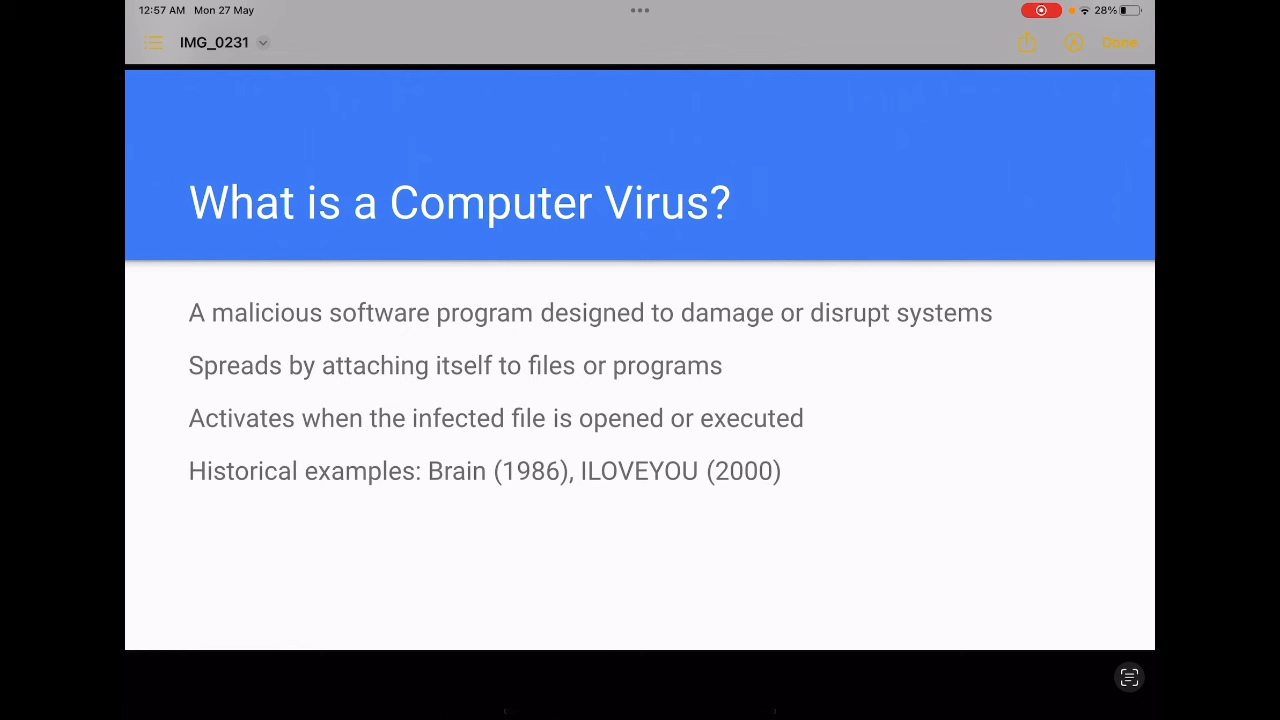 12:57 AM Mon 27 May
28%
IMG_0231
Done
What is a Computer Virus?
A malicious software program designed to damage or disrupt systems
Spreads by attaching itself to files or programs
Activates when the infected file is opened or executed
Historical examples: Brain (1986), ILOVEYOU (2000)